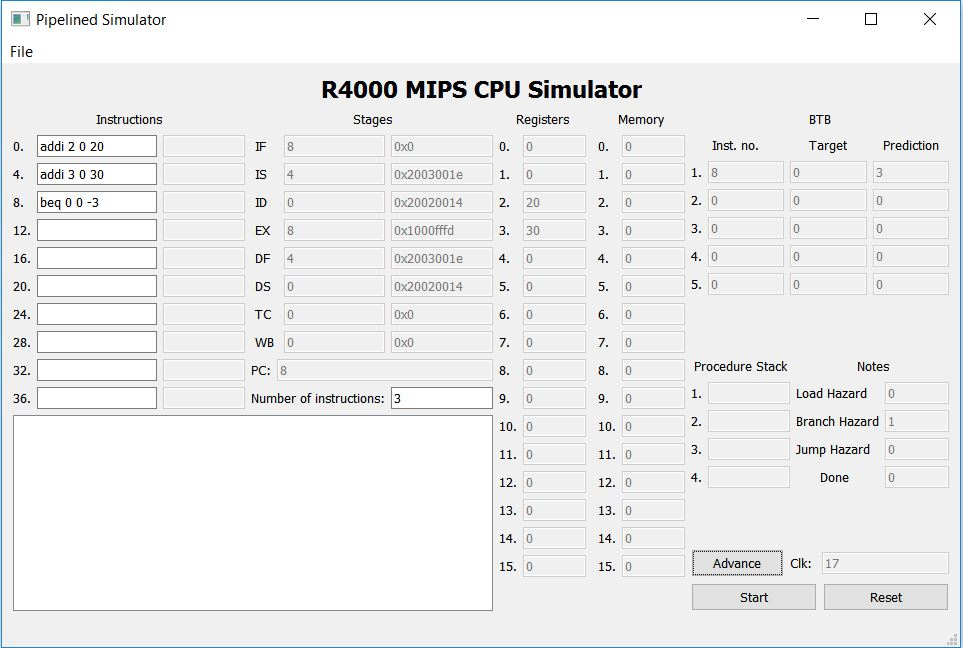 Pipelined Simulator
File
R4000 MIPS CPU Simulator
Instructions Stages Registers Memory BTB
Inst. no. Target Prediction
0. addi 2 0 20 IF 8 0x0 0. 0 0. 0
1. 8 0 3
4. addi 3 0 30 IS 4 0x2003001e 1. 0 1. 0
2. 0 0 0
8. beq 0 0 -3 ID 0 0x20020014 2. 20 2. 0
3. 0 0 0
12. EX 8 0x1000fffd 3. 30 3. 0
4. 0 0 0
16. DF 4 0x2003001e 4. 0 4. 0
5. 0 0 0
20. DS 0 0x20020014 5. 0 5. 0
24. TC 0 0x0 6. 0 6. 0
28. WB 0 0x0 7. 0 7. 0
32. PC: 8 8. 0 8. 0
Procedure Stack Notes
36. Number of instructions: 3 9. 0 9. 0
1. Load Hazard 0
10. 0 10. 0
2. Branch Hazard 1
11. 0 11. 0
3. Jump Hazard 0
12. 0 12. 0
4. Done 0
13. 0 13. 0
14. 0 14. 0
15. 0 15. 0
Advance Clk: 17
Start Reset